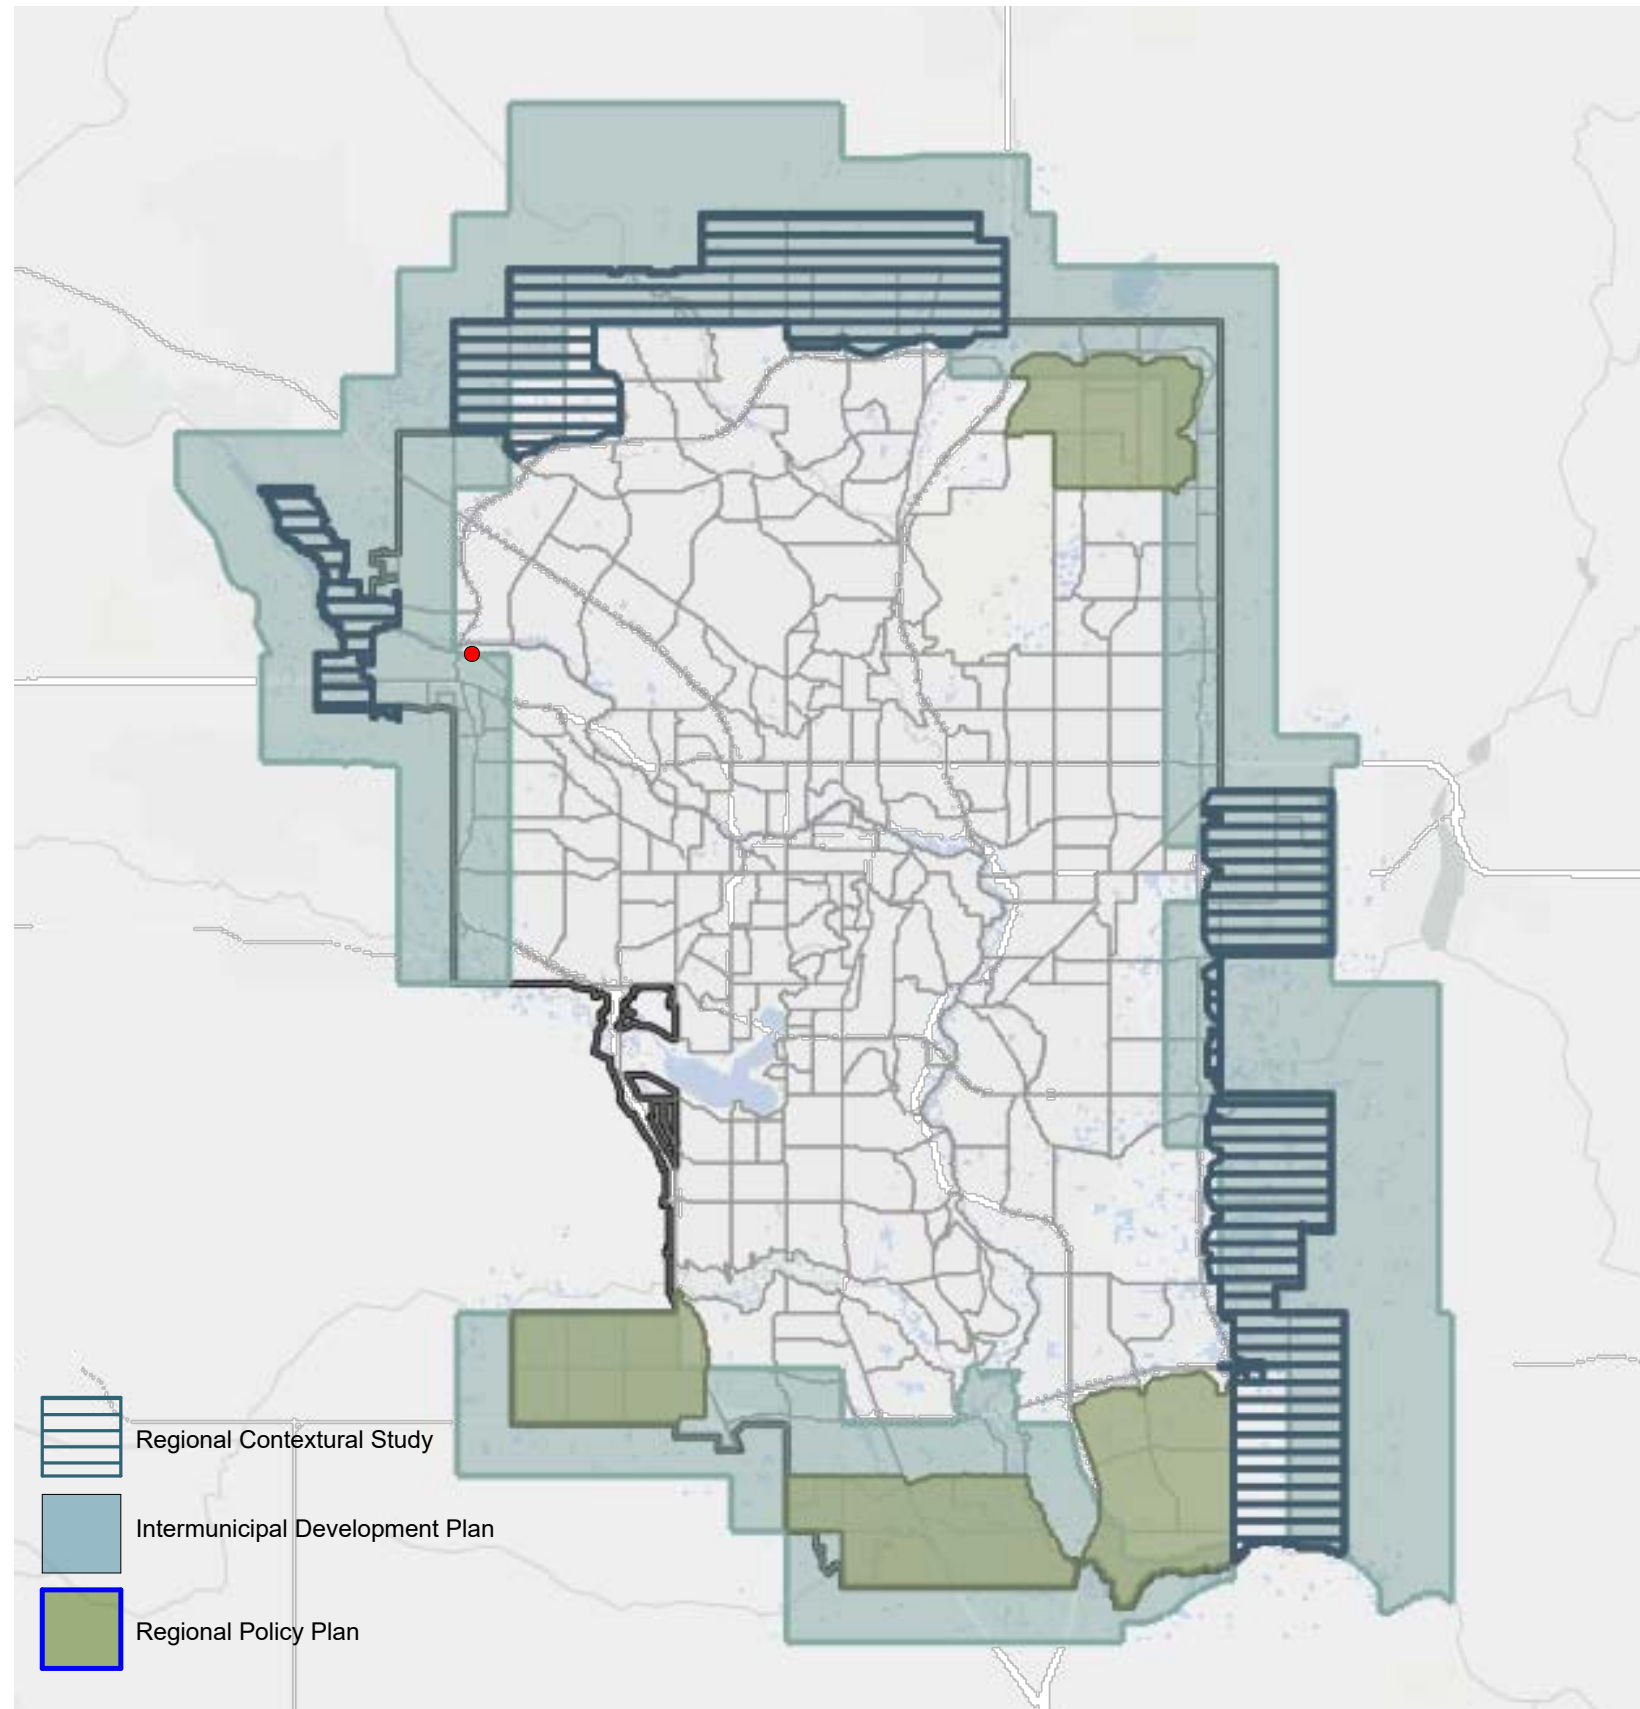 Regional Contextural Study
Intermunicipal Development Plan
Regional Policy Plan